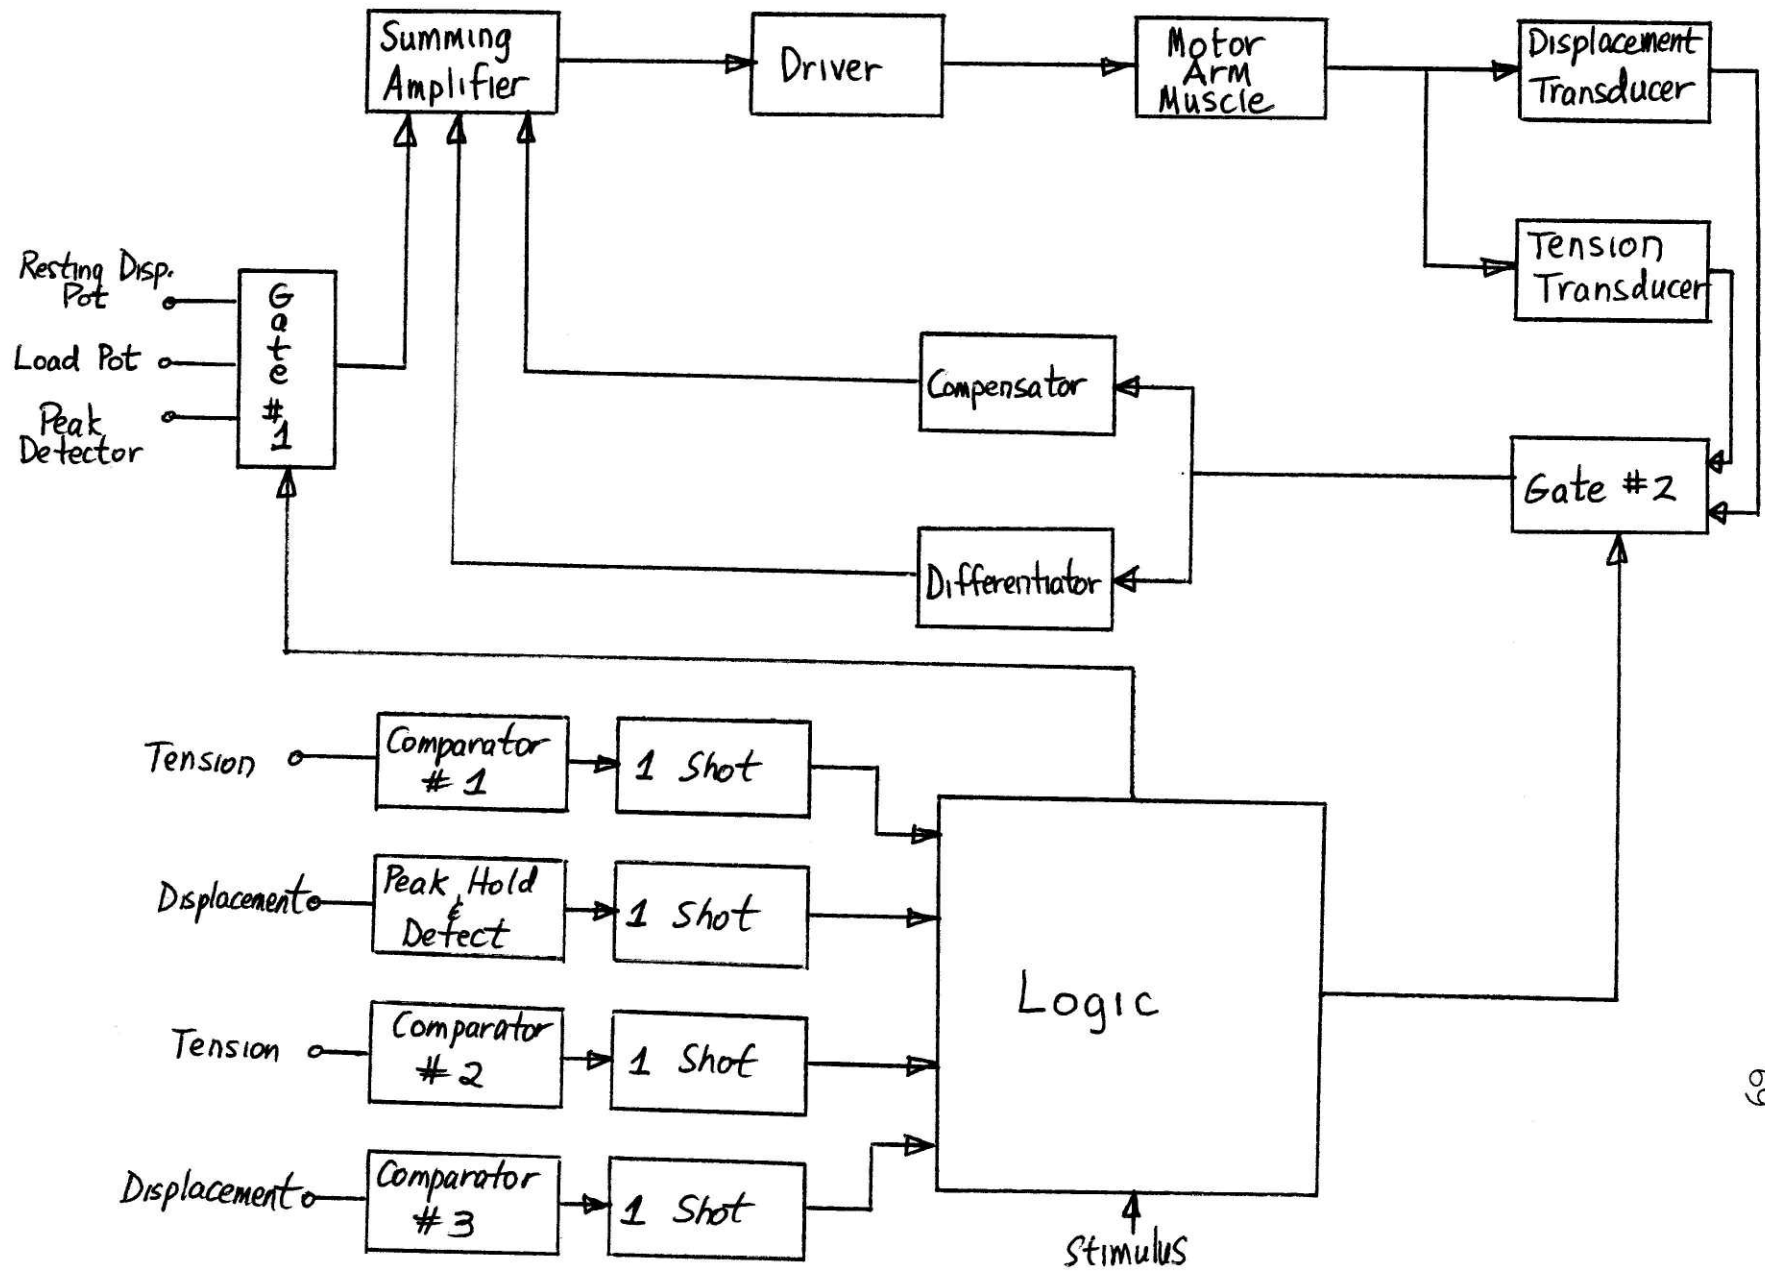 Summing
Amplifier
Driver
Motor
Arm
Muscle
Displacement
Transducer
Tension
Transducer
Resting Disp.
Pot
Load Pot
Peak
Detector
Gate #1
Compensator
Differentiator
Gate #2
Tension
Comparator
#1
1 Shot
Displacement
Peak Hold
&
Detect
1 Shot
Tension
Comparator
#2
1 Shot
Displacement
Comparator
#3
1 Shot
Logic
Stimulus
69